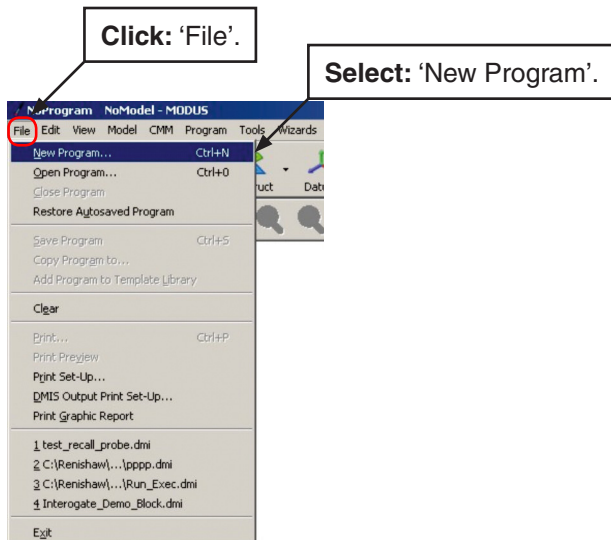 Click: ‘File’.
Select: ‘New Program’.
NoProgram NoModel - MODUS
File Edit View Model CMM Program Tools Wizards
New Program... Ctrl+N
Open Program... Ctrl+O
Close Program
Restore Autosaved Program
Save Program Ctrl+S
Copy Program to...
Add Program to Template Library
Clear
Print... Ctrl+P
Print Preview
Print Set-Up...
DMIS Output Print Set-Up...
Print Graphic Report
1 test_recall_probe.dmi
2 C:\Renishaw\...\pppp.dmi
3 C:\Renishaw\...\Run_Exec.dmi
4 Interogate_Demo_Block.dmi
Exit
uct Datu